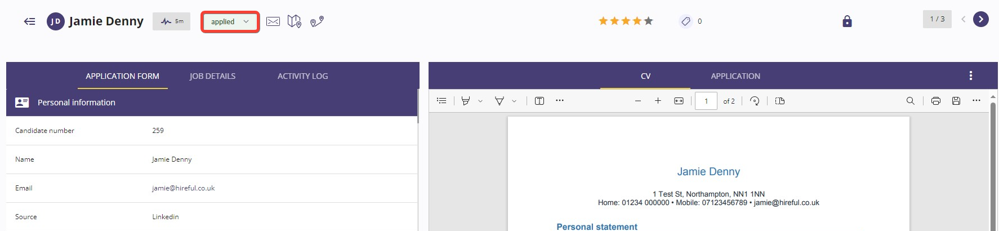 JD Jamie Denny 5m applied 0 1 / 3
APPLICATION FORM JOB DETAILS ACTIVITY LOG
Personal information
Candidate number 259
Name Jamie Denny
Email jamie@hireful.co.uk
Source Linkedin
CV APPLICATION
1 of 2
Jamie Denny
1 Test St, Northampton, NN1 1NN
Home: 01234 000000 • Mobile: 07123456789 • jamie@hireful.co.uk
Personal statement